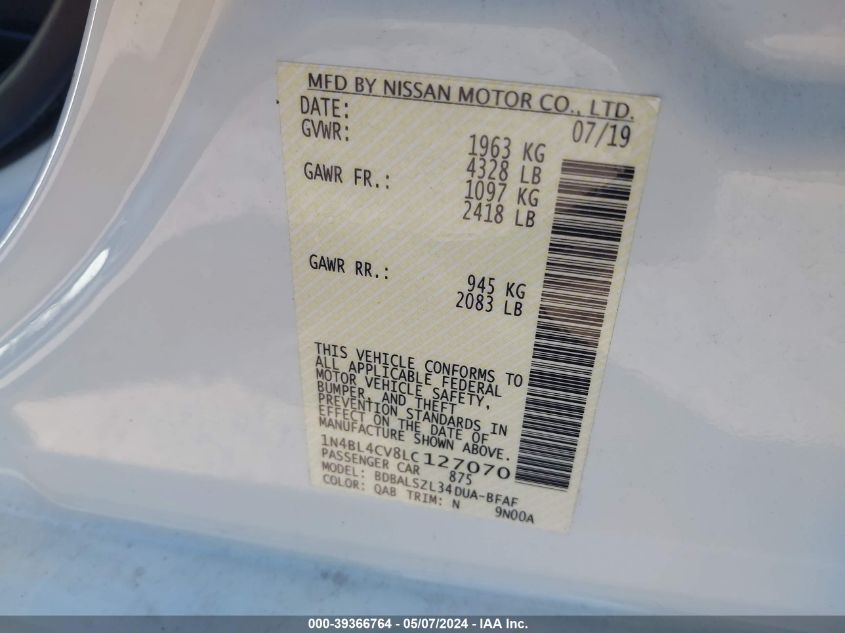 MFD BY NISSAN MOTOR CO., LTD.
DATE: 07/19
GVWR: 1963 KG
4328 LB
GAWR FR.: 1097 KG
2418 LB
GAWR RR.: 945 KG
2083 LB
THIS VEHICLE CONFORMS TO
ALL APPLICABLE FEDERAL
MOTOR VEHICLE SAFETY,
BUMPER, AND THEFT
PREVENTION STANDARDS IN
EFFECT ON THE DATE OF
MANUFACTURE SHOWN ABOVE.
1N4BL4CV8LC127070
PASSENGER CAR 875
MODEL: BDBALSZL34DUA-BFAF
COLOR: QAB TRIM: N 9N00A
000-39366764 - 05/07/2024 - IAA Inc.